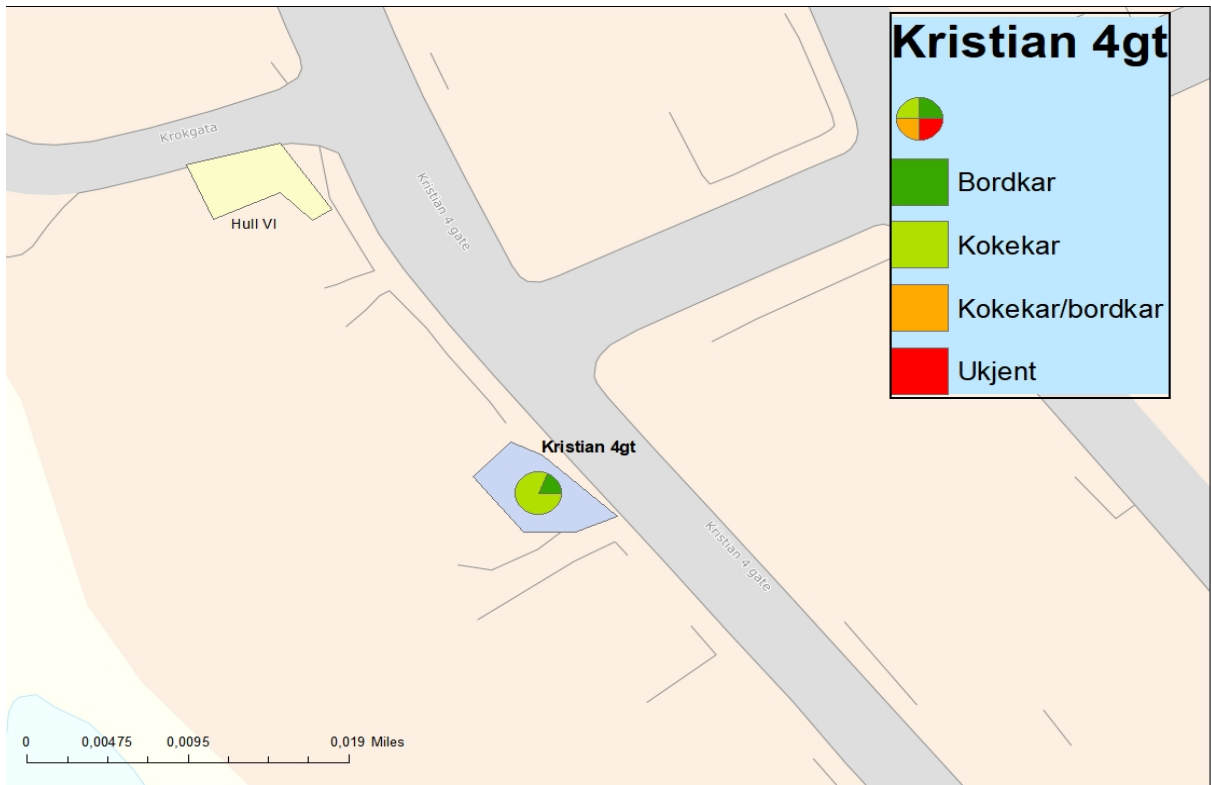 Kristian 4gt
Bordkar
Kokekar
Kokekar/bordkar
Ukjent
Krokgata
Kristian 4 gate
Hull VI
Kristian 4gt
Kristian 4 gate
0 0,00475 0,0095 0,019 Miles